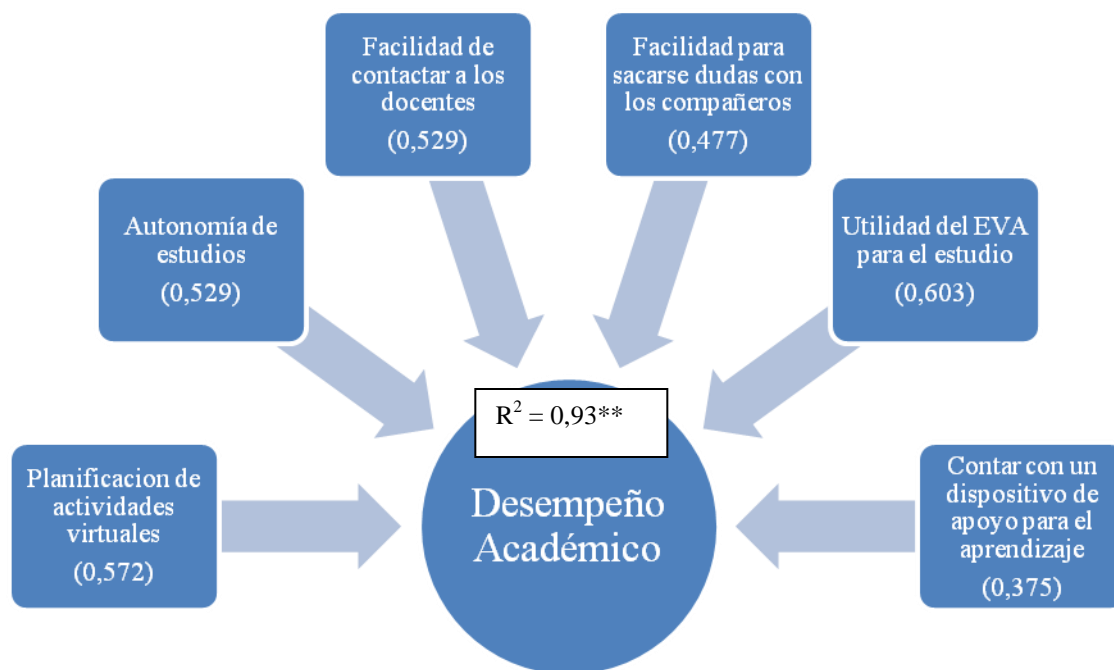 Facilidad de
contactar a los
docentes
(0,529)
Facilidad para
sacarse dudas con
los compañeros
(0,477)
Autonomía de
estudios
(0,529)
Utilidad del EVA
para el estudio
(0,603)
R² = 0,93**
Planificacion de
actividades
virtuales
(0,572)
Desempeño
Académico
Contar con un
dispositivo de
apoyo para el
aprendizaje
(0,375)